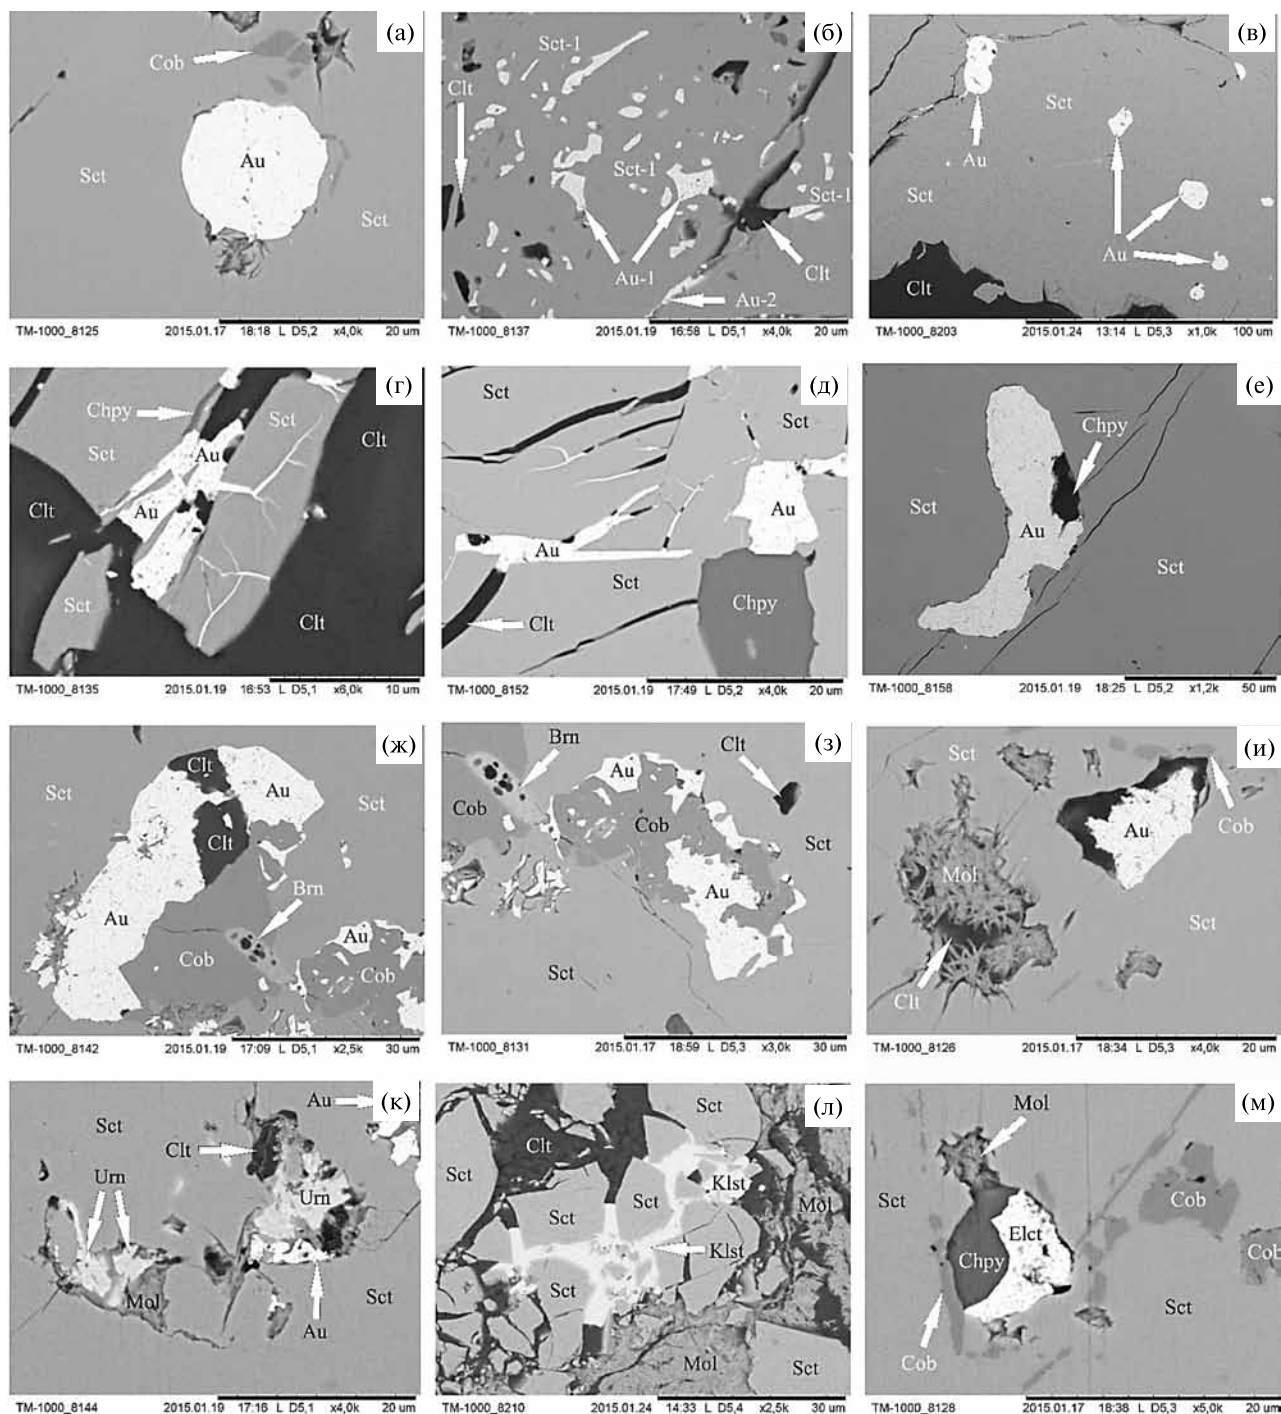 (а)
Cob
Au
Sct
Sct
TM-1000_8125 2015.01.17 18:18 L D5,2 x4,0k 20 um
(б)
Sct-1
Clt
Sct-1
Sct-1
Au-1
Clt
Au-2
TM-1000_8137 2015.01.19 16:58 L D5,1 x4,0k 20 um
(в)
Sct
Au
Au
Clt
TM-1000_8203 2015.01.24 13:14 L D5,3 x1,0k 100 um
(г)
Chpy
Sct
Sct
Au
Clt
Clt
Au
Sct
Clt
TM-1000_8135 2015.01.19 16:53 L D5,1 x6,0k 10 um
(д)
Sct
Sct
Au
Au
Sct
Chpy
Clt
TM-1000_8152 2015.01.19 17:49 L D5,2 x4,0k 20 um
(е)
Chpy
Sct
Au
Sct
TM-1000_8158 2015.01.19 18:25 L D5,2 x1,2k 50 um
(ж)
Clt
Sct
Au
Sct
Clt
Brn
Au
Au
Cob
Cob
TM-1000_8142 2015.01.19 17:09 L D5,1 x2,5k 30 um
(з)
Brn
Clt
Au
Cob
Cob
Sct
Au
Sct
TM-1000_8131 2015.01.17 18:59 L D5,3 x3,0k 30 um
(и)
Sct
Au
Cob
Mol
Sct
Clt
TM-1000_8126 2015.01.17 18:34 L D5,3 x4,0k 20 um
(к)
Au
Sct
Clt
Urn
Urn
Mol
Sct
Au
TM-1000_8144 2015.01.19 17:16 L D5,1 x4,0k 20 um
(л)
Sct
Clt
Sct
Klst
Sct
Mol
Sct
Klst
Sct
Mol
Sct
TM-1000_8210 2015.01.24 14:33 L D5,4 x2,5k 30 um
(м)
Mol
Sct
Cob
Elct
Chpy
Cob
Sct
Cob
TM-1000_8128 2015.01.17 18:38 L D5,3 x5,0k 20 um